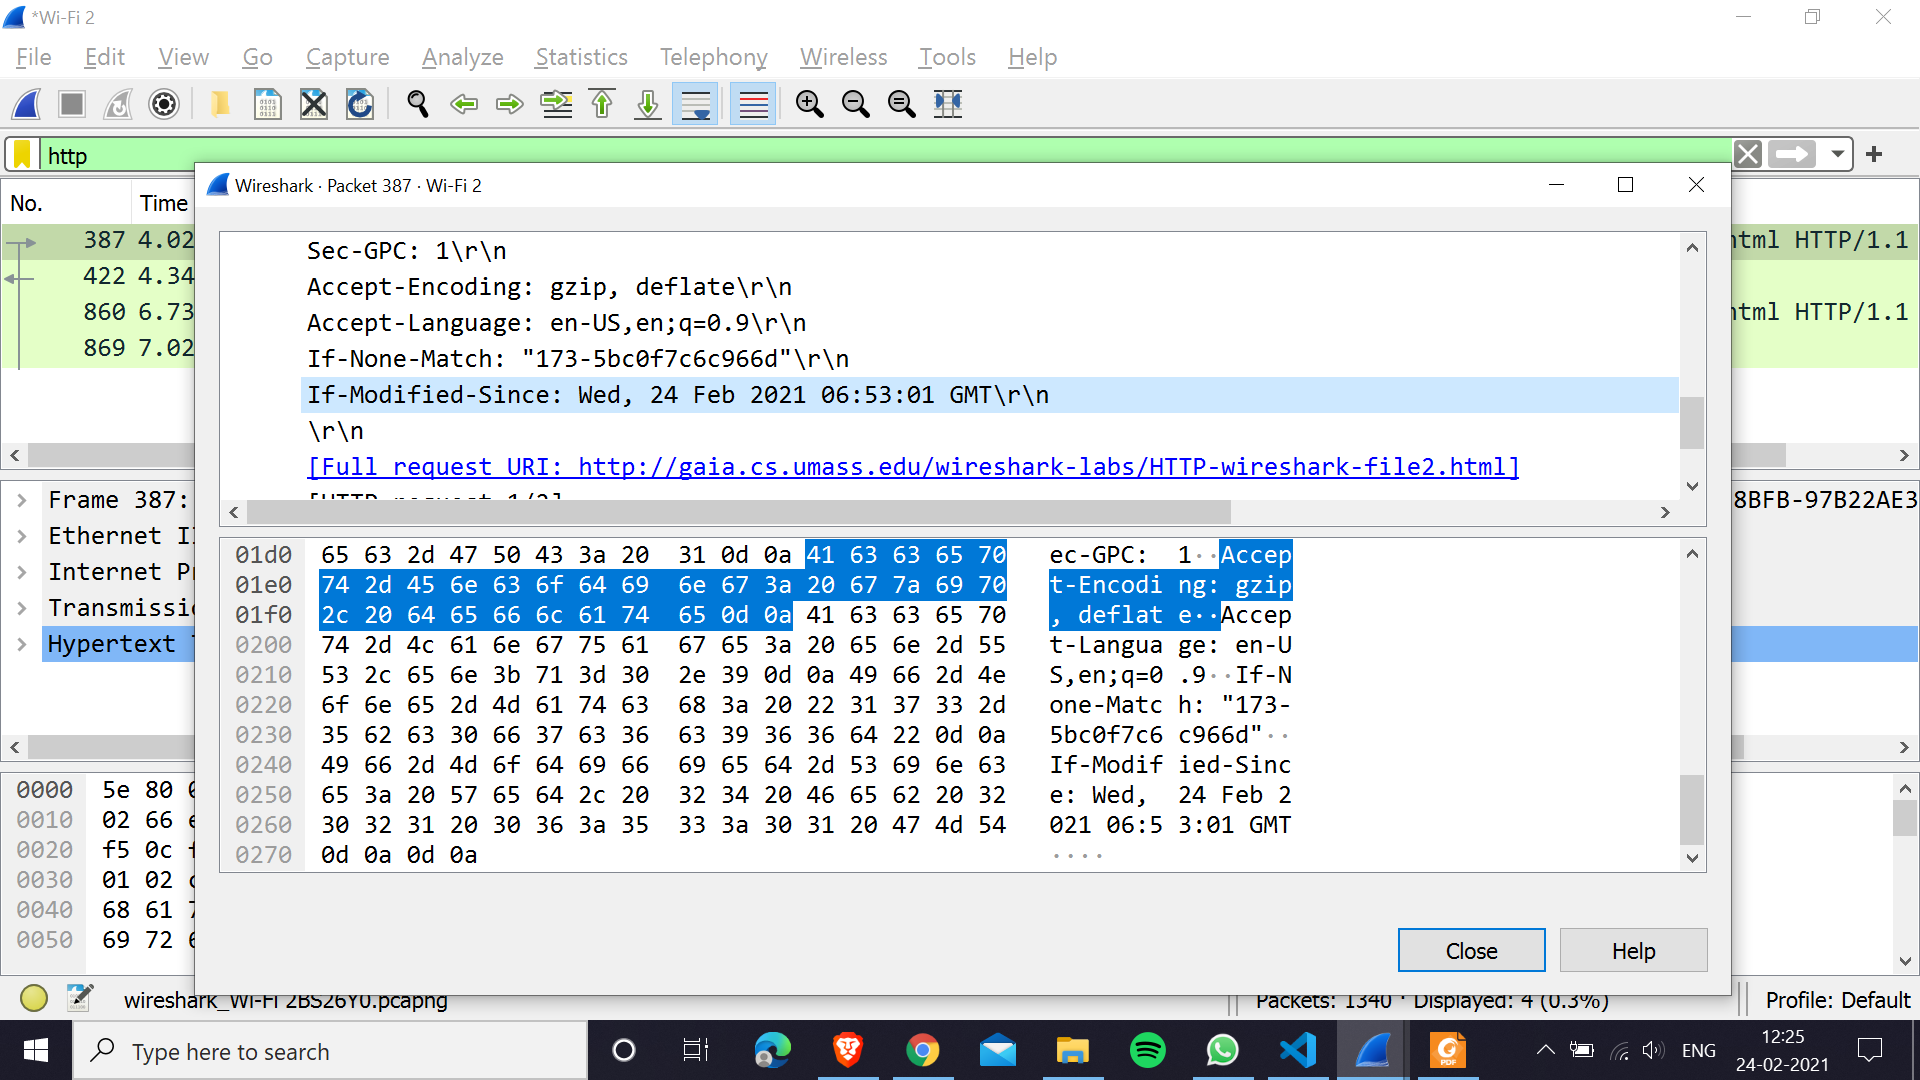 *Wi-Fi 2
File Edit View Go Capture Analyze Statistics Telephony Wireless Tools Help
http
No. Time
387 4.02 html HTTP/1.1
422 4.34
860 6.73 html HTTP/1.1
869 7.02
Wireshark · Packet 387 · Wi-Fi 2
Sec-GPC: 1\r\n
Accept-Encoding: gzip, deflate\r\n
Accept-Language: en-US,en;q=0.9\r\n
If-None-Match: "173-5bc0f7c6c966d"\r\n
If-Modified-Since: Wed, 24 Feb 2021 06:53:01 GMT\r\n
\r\n
[Full request URI: http://gaia.cs.umass.edu/wireshark-labs/HTTP-wireshark-file2.html]
[HTTP request 1/2]
Frame 387: 8BFB-97B22AE3
Ethernet II
Internet Pr
Transmissio
Hypertext T
01d0 65 63 2d 47 50 43 3a 20 31 0d 0a 41 63 63 65 70 ec-GPC: 1··Accep
01e0 74 2d 45 6e 63 6f 64 69 6e 67 3a 20 67 7a 69 70 t-Encodi ng: gzip
01f0 2c 20 64 65 66 6c 61 74 65 0d 0a 41 63 63 65 70 , deflat e··Accep
0200 74 2d 4c 61 6e 67 75 61 67 65 3a 20 65 6e 2d 55 t-Langua ge: en-U
0210 53 2c 65 6e 3b 71 3d 30 2e 39 0d 0a 49 66 2d 4e S,en;q=0 .9··If-N
0220 6f 6e 65 2d 4d 61 74 63 68 3a 20 22 31 37 33 2d one-Matc h: "173-
0230 35 62 63 30 66 37 63 36 63 39 36 36 64 22 0d 0a 5bc0f7c6 c966d"··
0240 49 66 2d 4d 6f 64 69 66 69 65 64 2d 53 69 6e 63 If-Modif ied-Sinc
0250 65 3a 20 57 65 64 2c 20 32 34 20 46 65 62 20 32 e: Wed, 24 Feb 2
0260 30 32 31 20 30 36 3a 35 33 3a 30 31 20 47 4d 54 021 06:5 3:01 GMT
0270 0d 0a 0d 0a ····
0000 5e 80
0010 02 66
0020 f5 0c
0030 01 02
0040 68 61
0050 69 72
Close Help
wireshark_Wi-Fi 2BS26Y0.pcapng Packets: 1340 · Displayed: 4 (0.3%) Profile: Default
Type here to search
PDF
ENG
12:25
24-02-2021